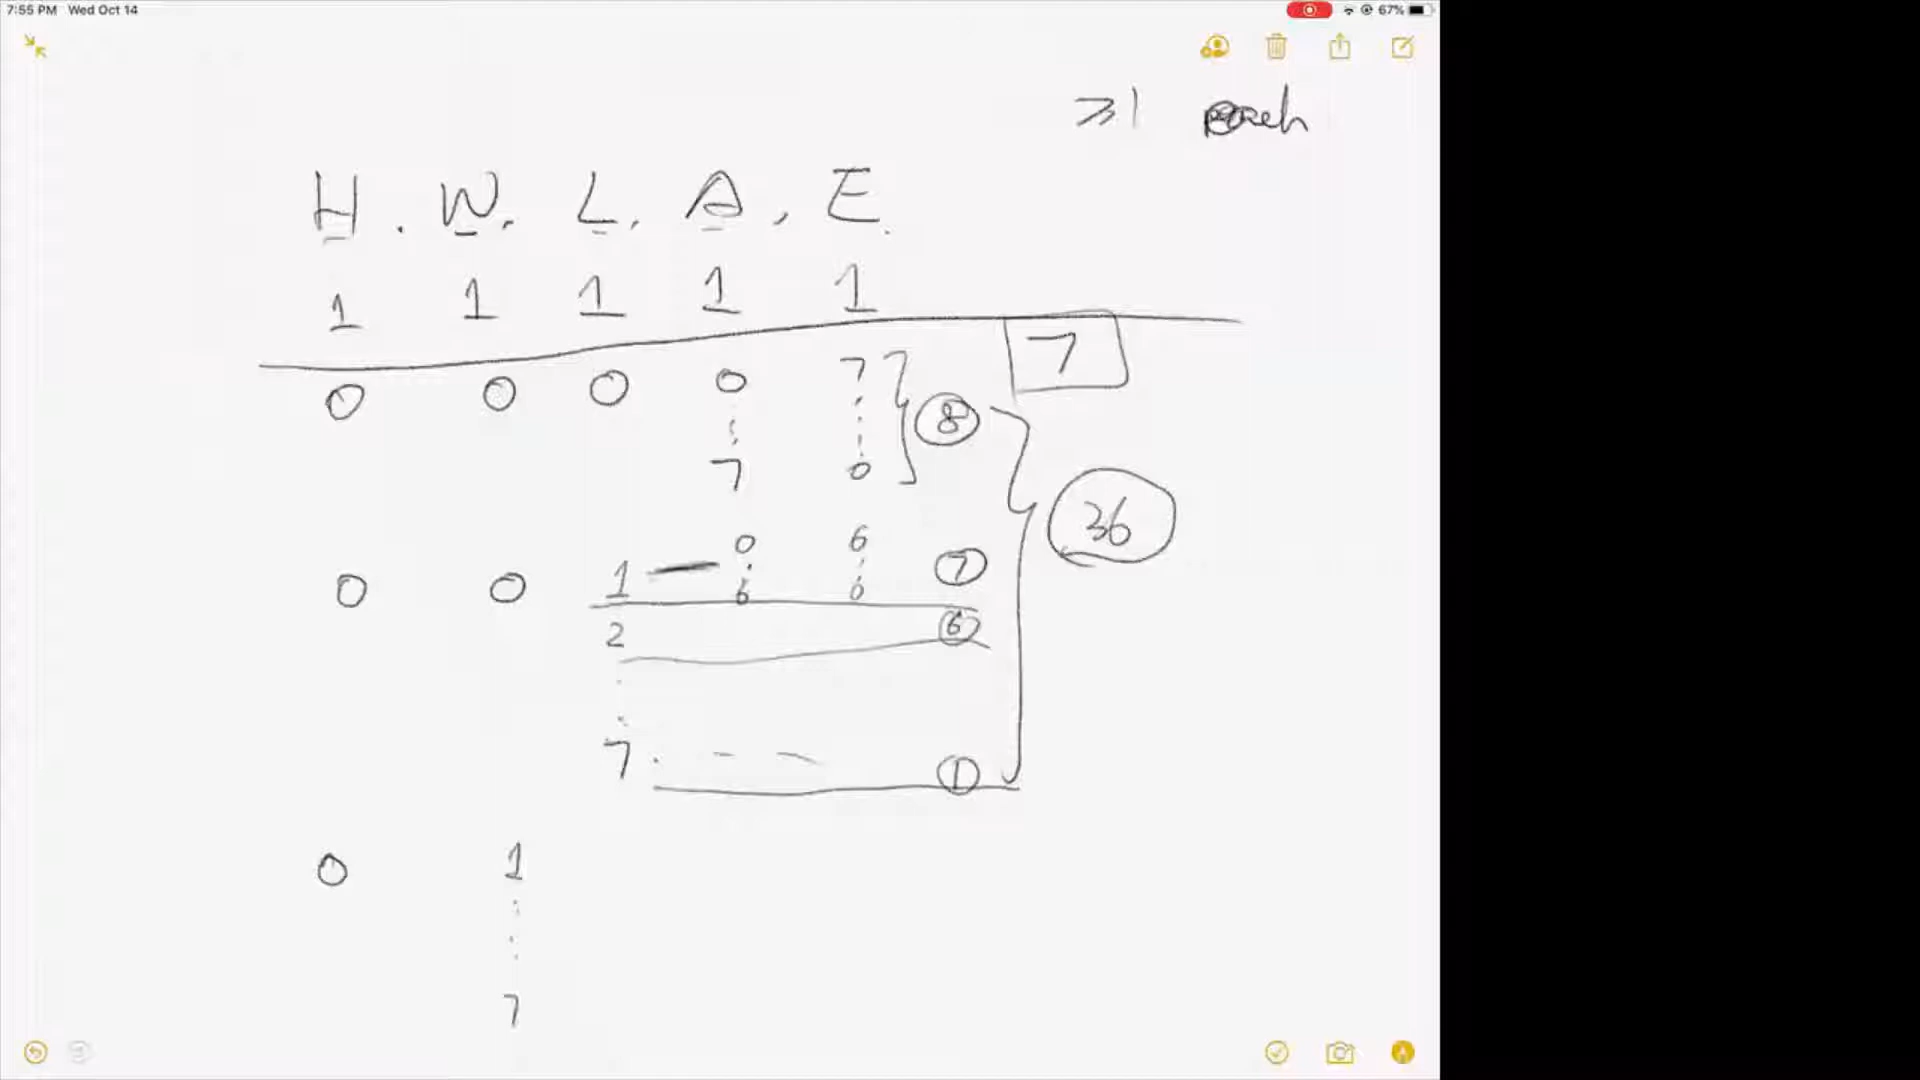 7:55 PM Wed Oct 14
67%
≥1 each
H. W. L. A, E.
1 1 1 1 1
7
0 0 0 0 7
8
7 0
36
0 6
0 0 1 6 0 7
2 6
7 1
0 1
7